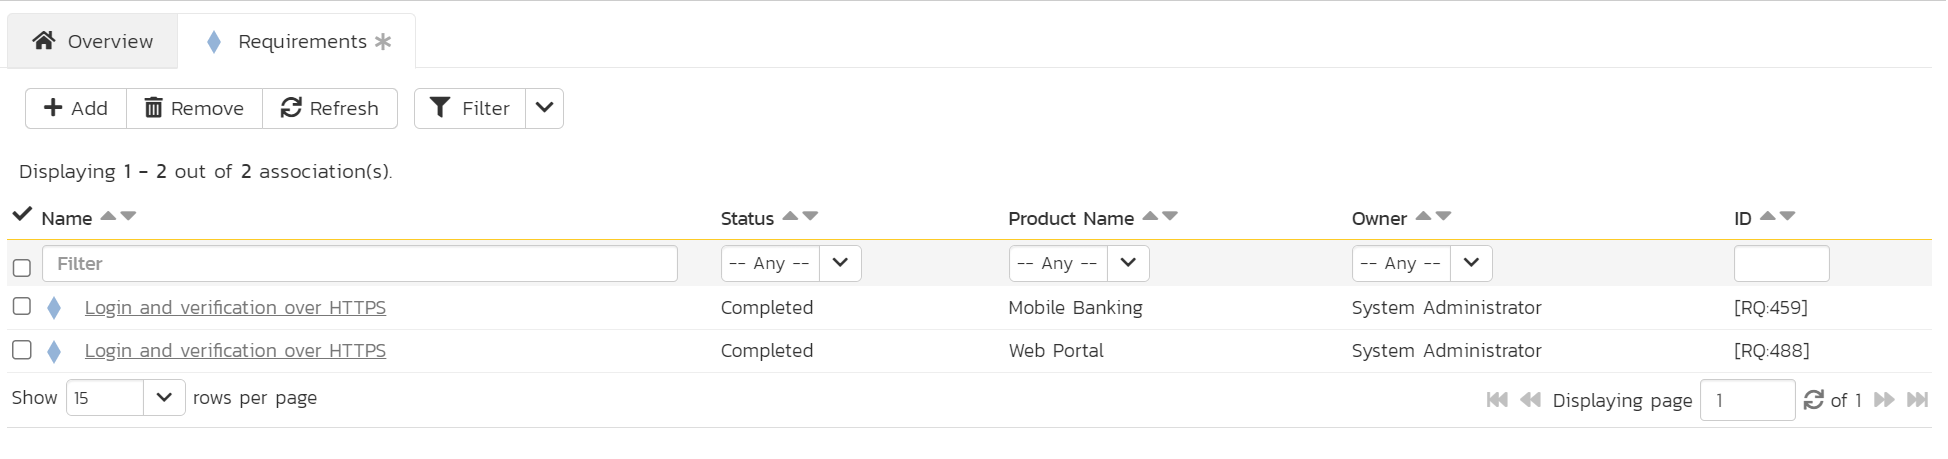 Overview Requirements
Add Remove Refresh Filter
Displaying 1 - 2 out of 2 association(s).
Name Status Product Name Owner ID
Filter -- Any -- -- Any -- -- Any --
Login and verification over HTTPS Completed Mobile Banking System Administrator [RQ:459]
Login and verification over HTTPS Completed Web Portal System Administrator [RQ:488]
Show 15 rows per page Displaying page 1 of 1